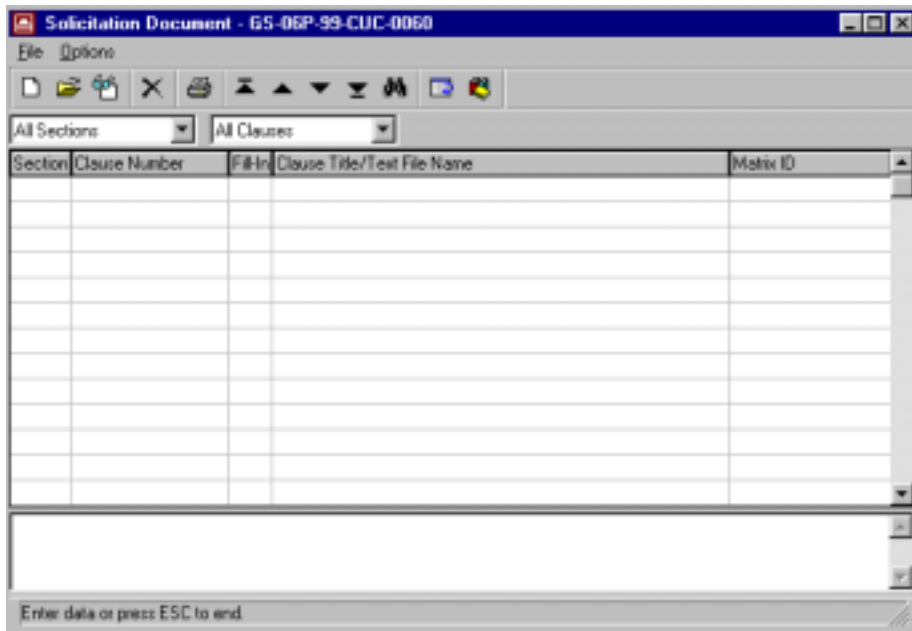 Solicitation Document - GS-06P-99-CUC-0060
File Options
All Sections All Clauses
Section Clause Number Fill-In Clause Title/Text File Name Matrix ID
Enter data or press ESC to end.